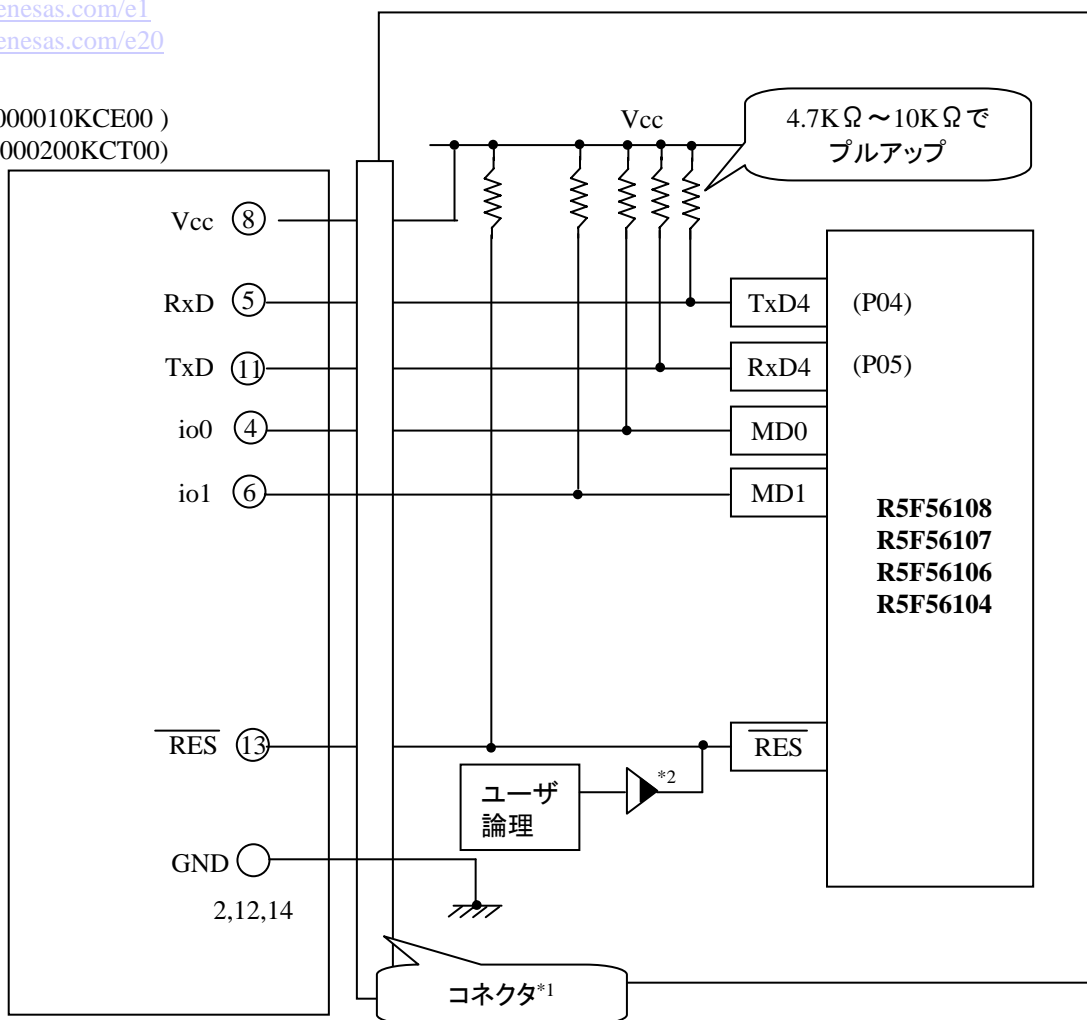 enesas.com/e1
enesas.com/e20
000010KCE00 )
000200KCT00)
Vcc
4.7KΩ～10KΩで
プルアップ
Vcc 8
RxD 5
TxD4
(P04)
TxD 11
RxD4
(P05)
io0 4
MD0
io1 6
MD1
R5F56108
R5F56107
R5F56106
R5F56104
RES 13
RES
ユーザ
論理
*2
GND
2,12,14
コネクタ*1